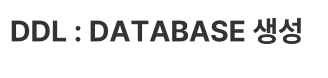 DDL : DATABASE 생성